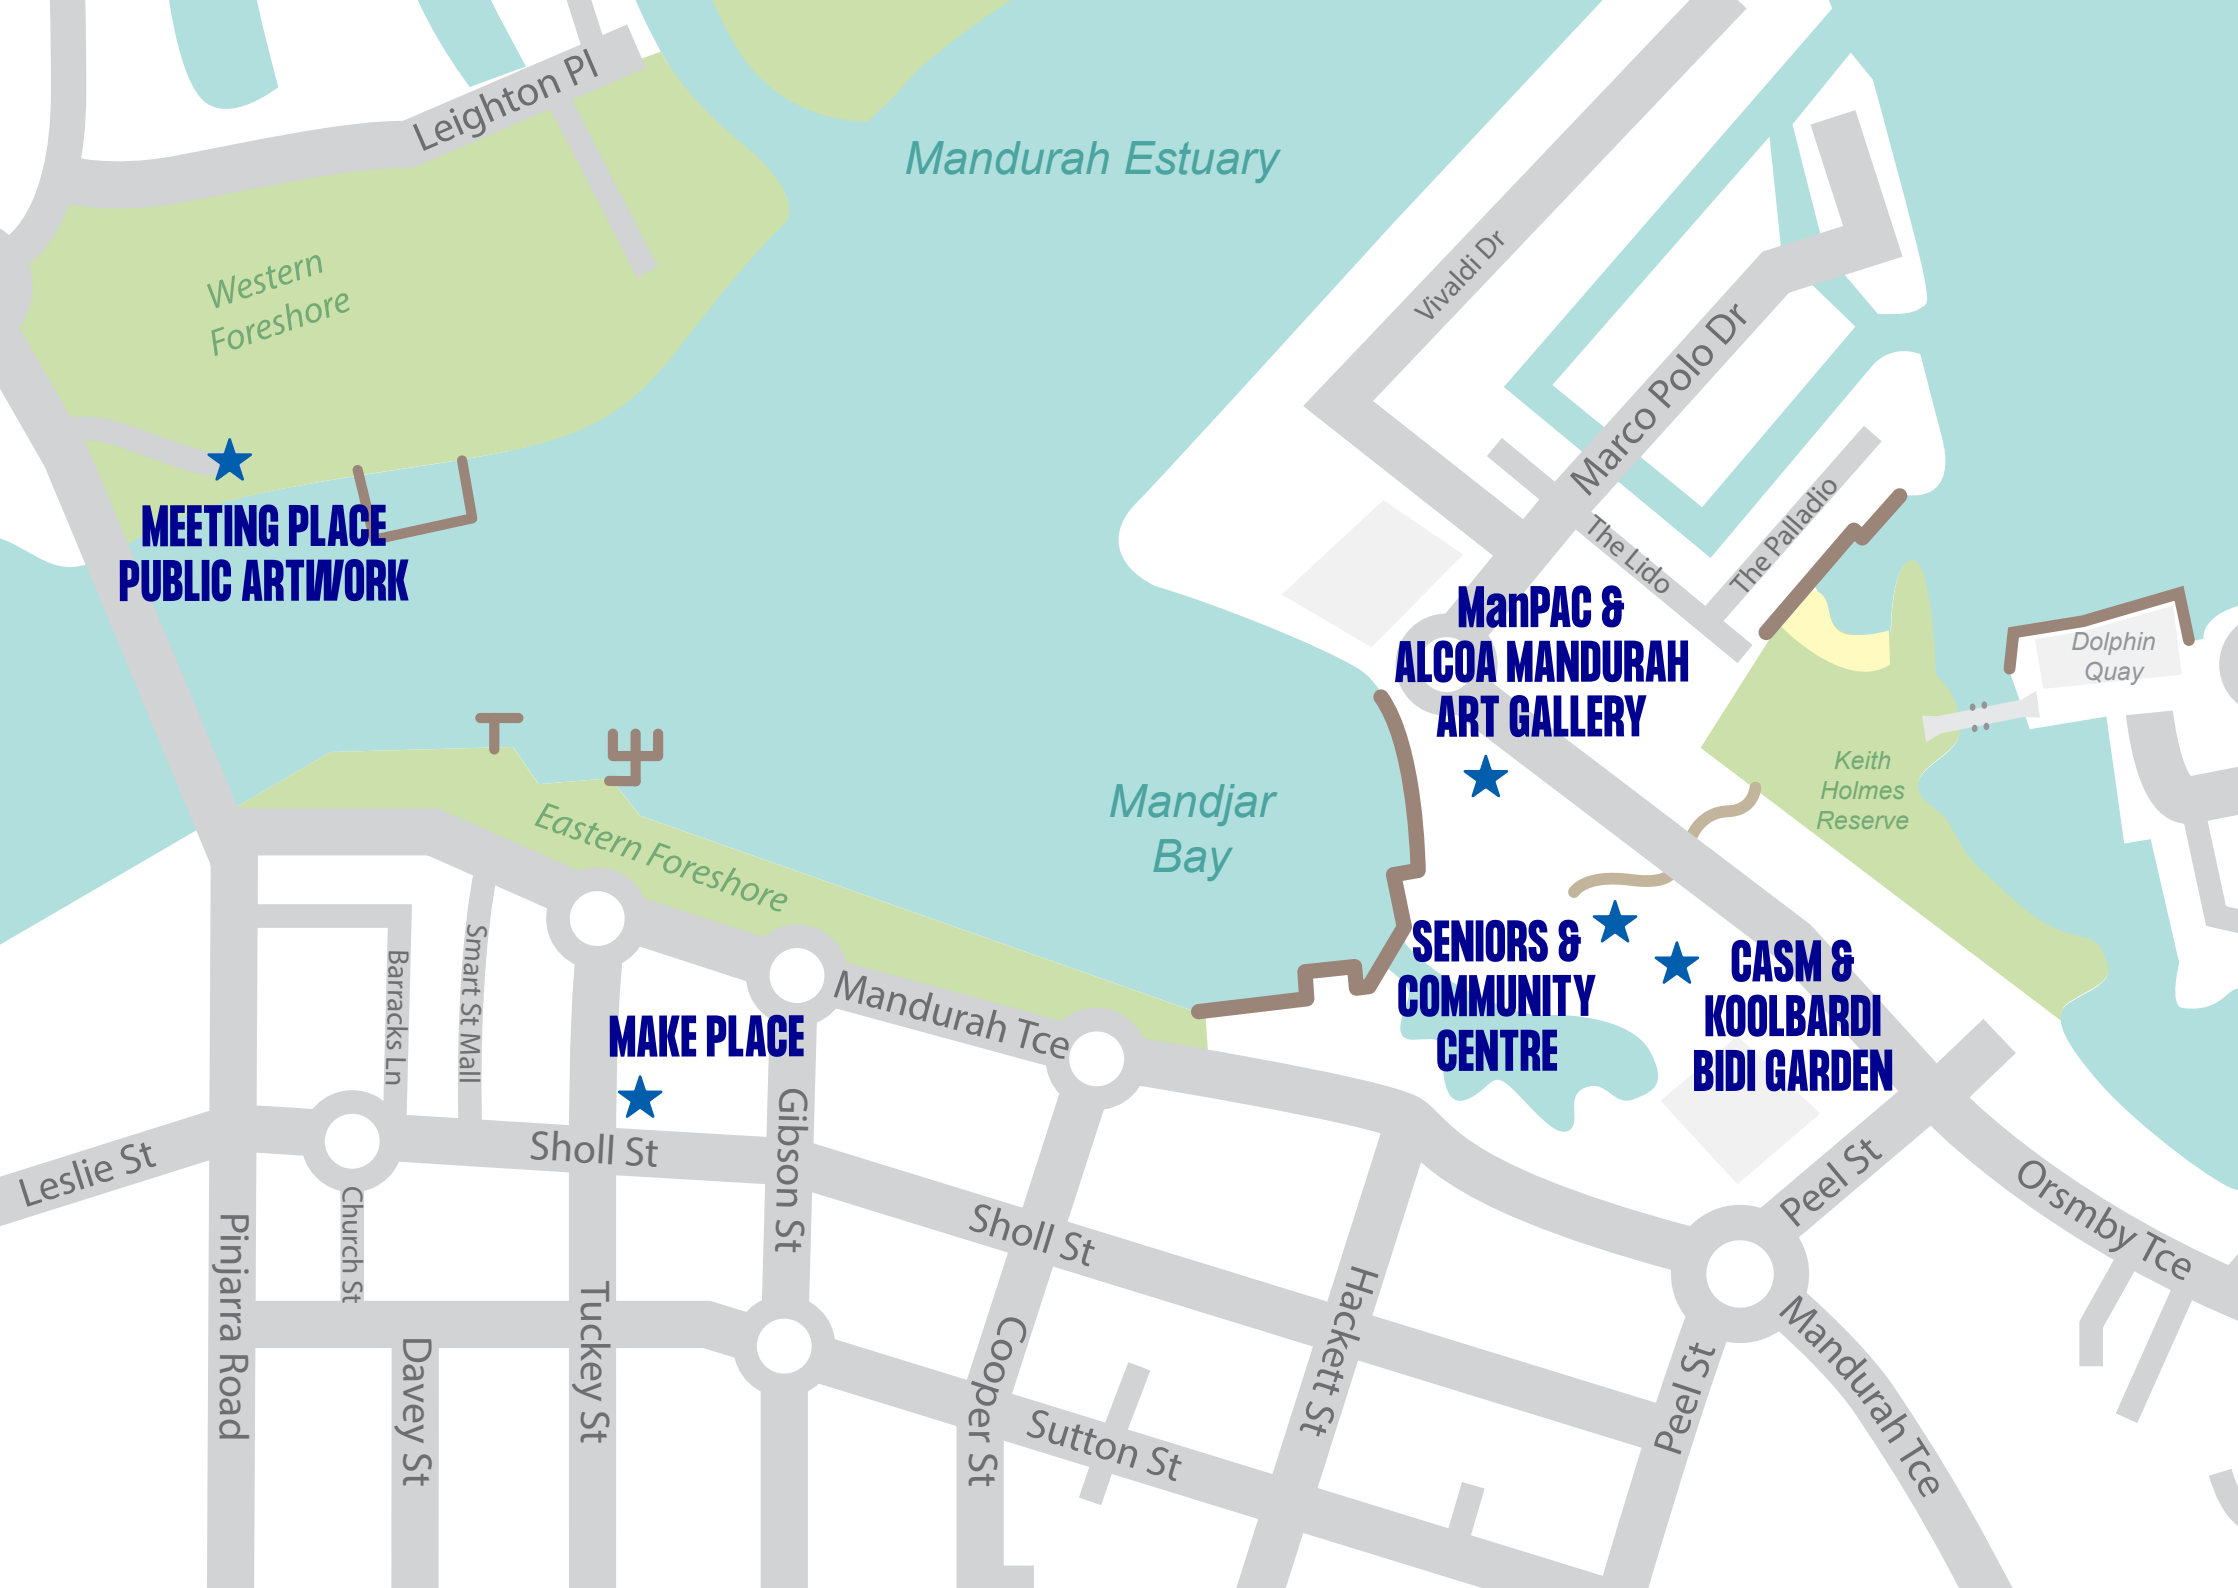 Leighton Pl
Mandurah Estuary
Western
Foreshore
Vivaldi Dr
Marco Polo Dr
The Palladio
The Lido
MEETING PLACE
PUBLIC ARTWORK
ManPAC &
ALCOA MANDURAH
ART GALLERY
Dolphin
Quay
Keith
Holmes
Reserve
Mandjar
Bay
Eastern Foreshore
SENIORS &
COMMUNITY
CENTRE
CASM &
KOOLBARDI
BIDI GARDEN
Barracks Ln
Smart St Mall
Mandurah Tce
MAKE PLACE
Leslie St
Sholl St
Gibson St
Church St
Pinjarra Road
Sholl St
Peel St
Orsmby Tce
Tuckey St
Davey St
Cooper St
Hackett St
Sutton St
Peel St
Mandurah Tce